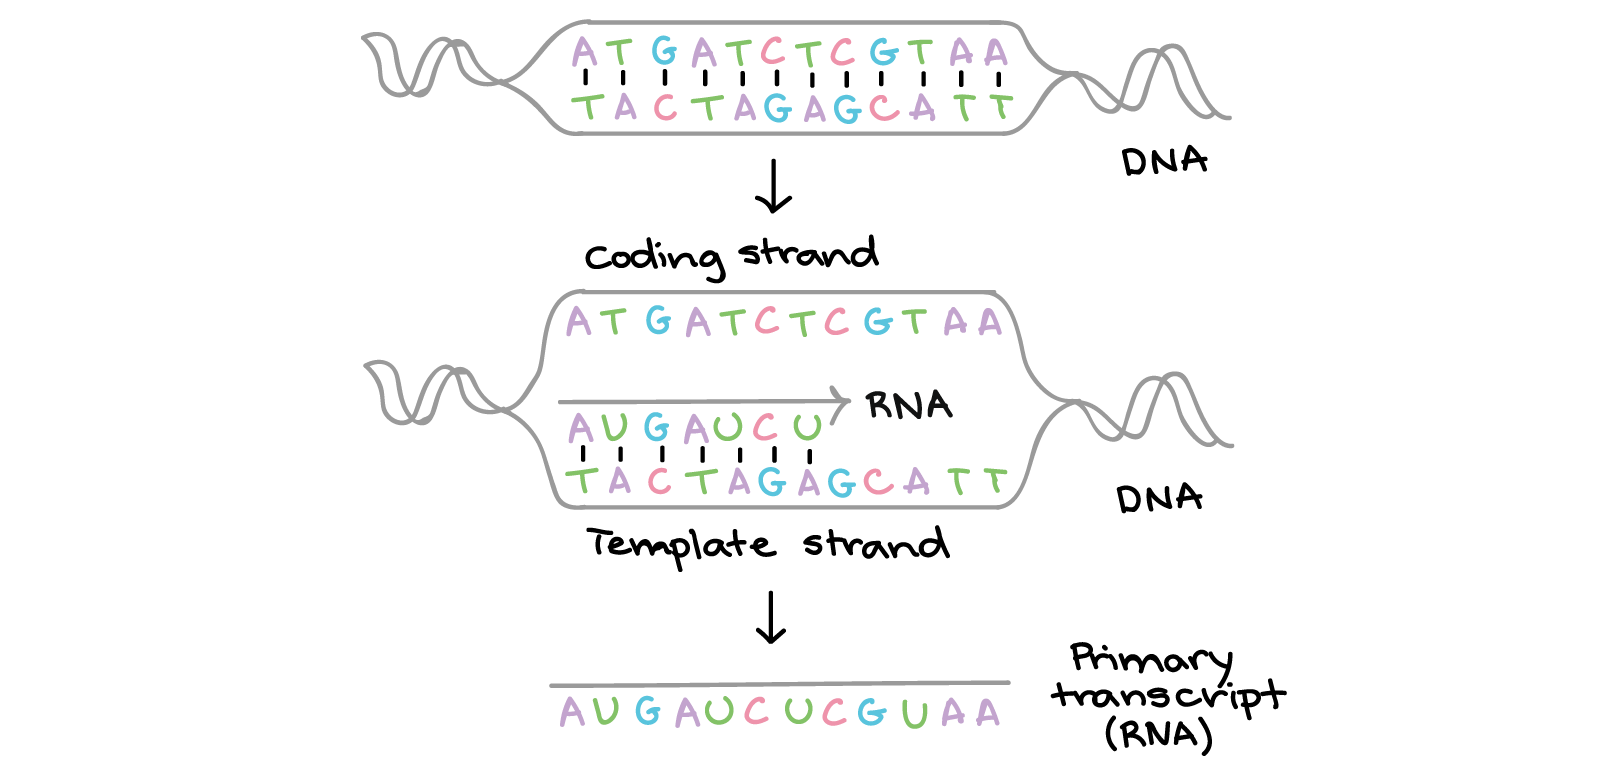 ATGATCTCGTAA
TACTAGAGCATT
DNA
Coding strand
ATGATCTCGTAA
RNA
AUGAUCU
TACTAGAGCATT
DNA
Template strand
Primary
transcript
(RNA)
AUGAUCUCGUAA